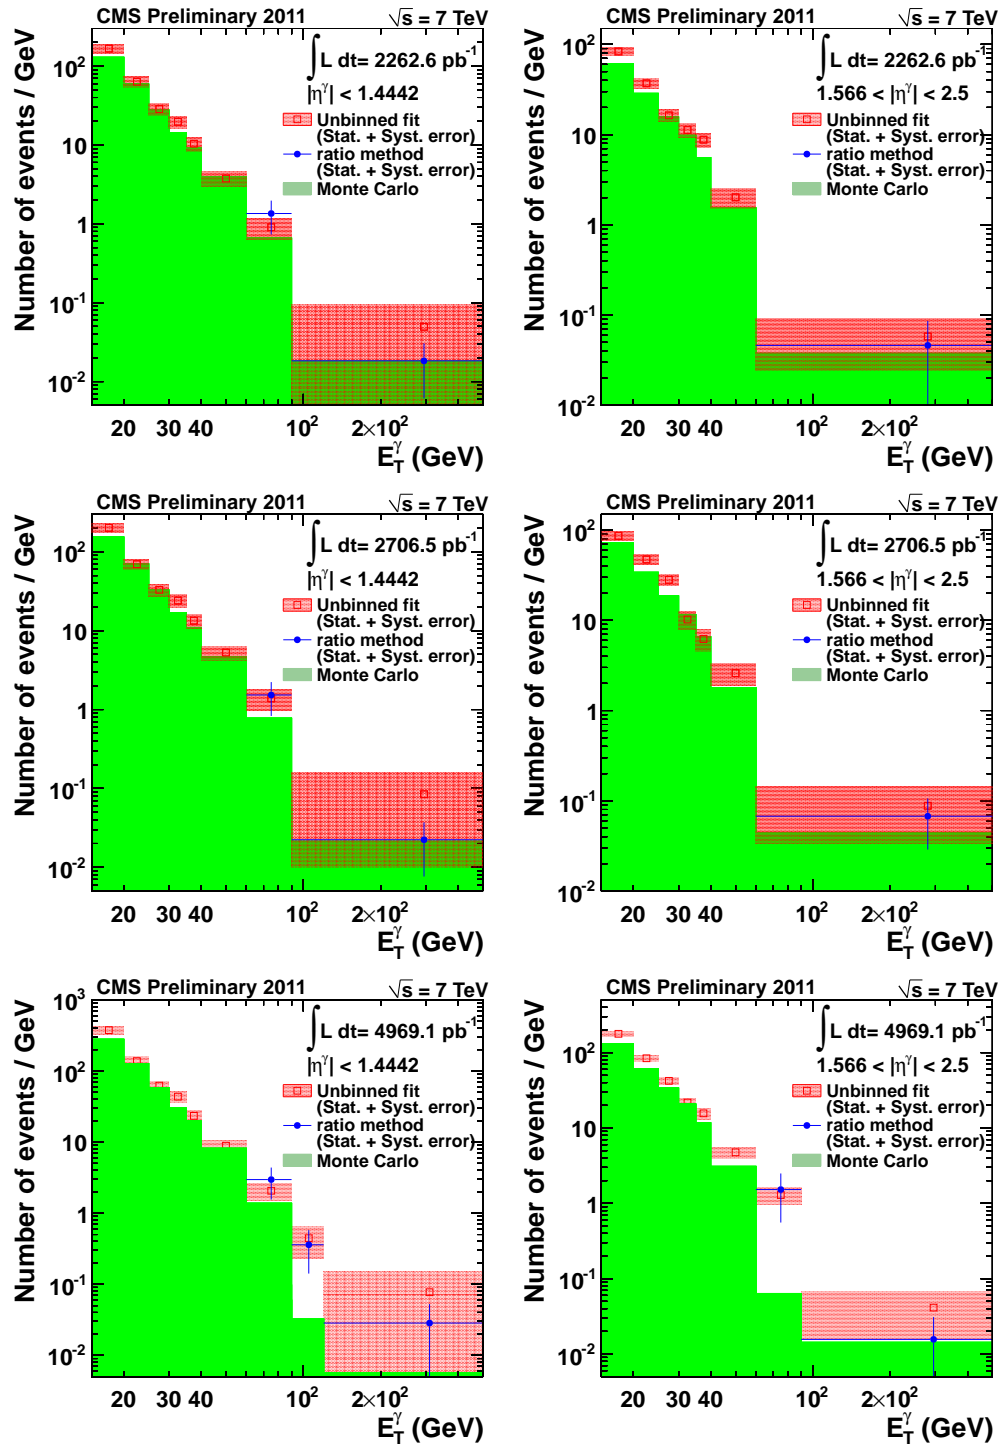 CMS Preliminary 2011 √s = 7 TeV
∫L dt= 2262.6 pb⁻¹
|η^γ| < 1.4442
Unbinned fit
(Stat. + Syst. error)
ratio method
(Stat. + Syst. error)
Monte Carlo
Number of events / GeV
10²
10
1
10⁻¹
10⁻²
20 30 40 10² 2×10²
E_T^γ (GeV)
CMS Preliminary 2011 √s = 7 TeV
∫L dt= 2262.6 pb⁻¹
1.566 < |η^γ| < 2.5
Unbinned fit
(Stat. + Syst. error)
ratio method
(Stat. + Syst. error)
Monte Carlo
Number of events / GeV
10²
10
1
10⁻¹
10⁻²
20 30 40 10² 2×10²
E_T^γ (GeV)
CMS Preliminary 2011 √s = 7 TeV
∫L dt= 2706.5 pb⁻¹
|η^γ| < 1.4442
Unbinned fit
(Stat. + Syst. error)
ratio method
(Stat. + Syst. error)
Monte Carlo
Number of events / GeV
10²
10
1
10⁻¹
10⁻²
20 30 40 10² 2×10²
E_T^γ (GeV)
CMS Preliminary 2011 √s = 7 TeV
∫L dt= 2706.5 pb⁻¹
1.566 < |η^γ| < 2.5
Unbinned fit
(Stat. + Syst. error)
ratio method
(Stat. + Syst. error)
Monte Carlo
Number of events / GeV
10²
10
1
10⁻¹
10⁻²
20 30 40 10² 2×10²
E_T^γ (GeV)
CMS Preliminary 2011 √s = 7 TeV
∫L dt= 4969.1 pb⁻¹
|η^γ| < 1.4442
Unbinned fit
(Stat. + Syst. error)
ratio method
(Stat. + Syst. error)
Monte Carlo
Number of events / GeV
10³
10²
10
1
10⁻¹
10⁻²
20 30 40 10² 2×10²
E_T^γ (GeV)
CMS Preliminary 2011 √s = 7 TeV
∫L dt= 4969.1 pb⁻¹
1.566 < |η^γ| < 2.5
Unbinned fit
(Stat. + Syst. error)
ratio method
(Stat. + Syst. error)
Monte Carlo
Number of events / GeV
10²
10
1
10⁻¹
10⁻²
20 30 40 10² 2×10²
E_T^γ (GeV)